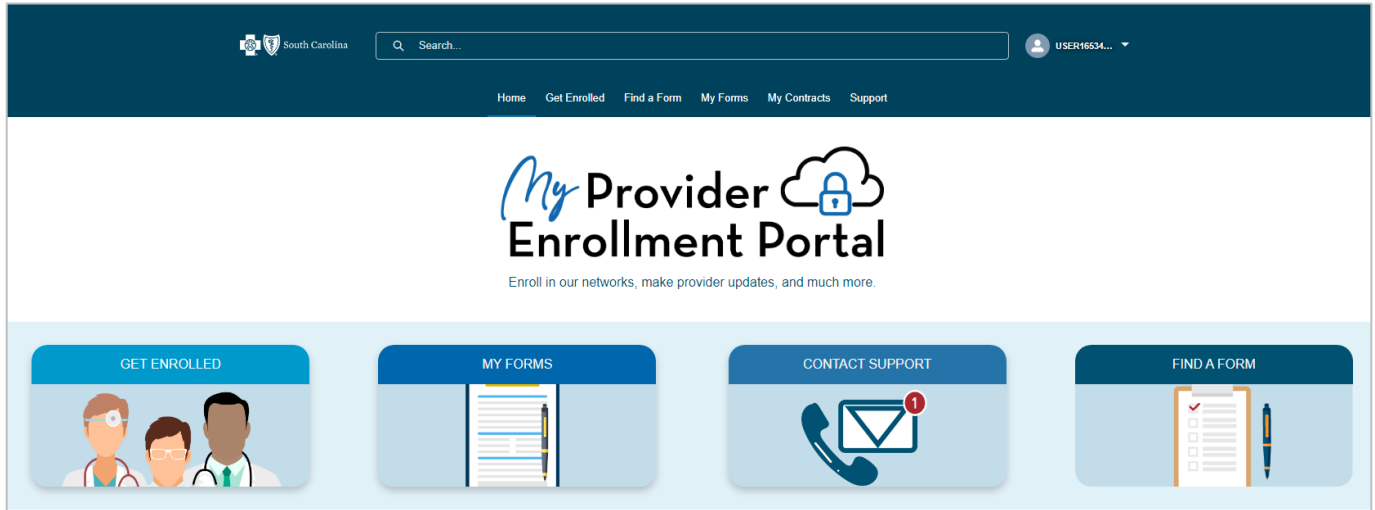 South Carolina
Search...
USER16534...
Home Get Enrolled Find a Form My Forms My Contracts Support
My Provider
Enrollment Portal
Enroll in our networks, make provider updates, and much more.
GET ENROLLED
MY FORMS
CONTACT SUPPORT
FIND A FORM
1